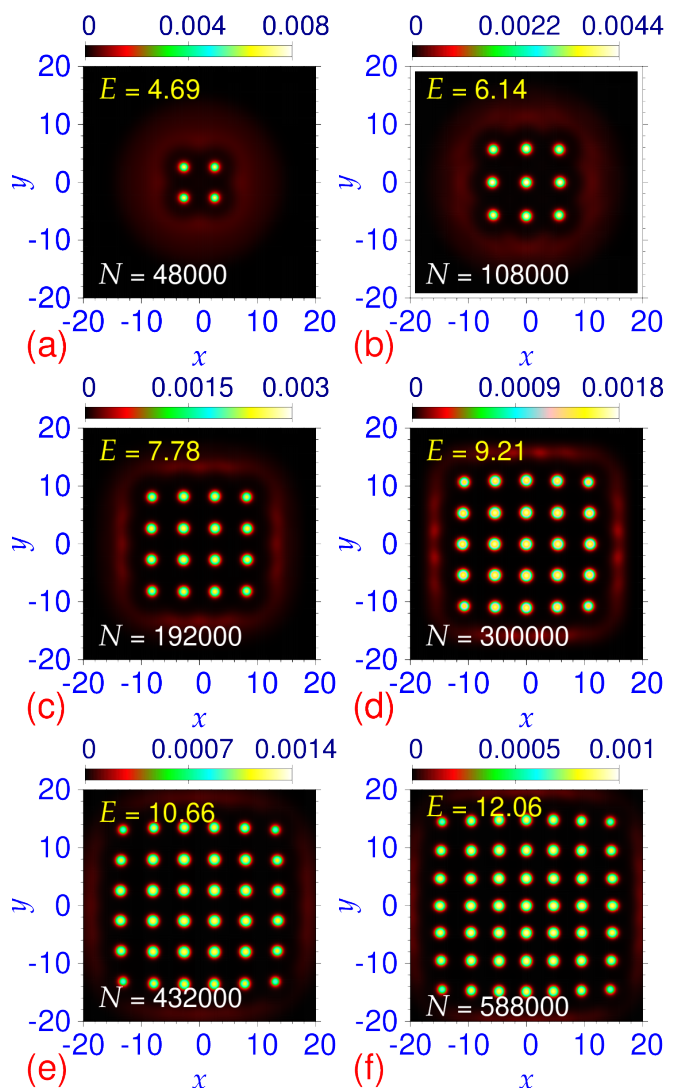 0 0.004 0.008
0 0.0022 0.0044
20
10
0
-10
-20
y
E = 4.69
N = 48000
-20 -10 0 10 20
x
(a)
20
10
0
-10
-20
y
E = 6.14
N = 108000
-20 -10 0 10 20
x
(b)
0 0.0015 0.003
0 0.0009 0.0018
20
10
0
-10
-20
y
E = 7.78
N = 192000
-20 -10 0 10 20
x
(c)
20
10
0
-10
-20
y
E = 9.21
N = 300000
-20 -10 0 10 20
x
(d)
0 0.0007 0.0014
0 0.0005 0.001
20
10
0
-10
-20
y
E = 10.66
N = 432000
-20 -10 0 10 20
x
(e)
20
10
0
-10
-20
y
E = 12.06
N = 588000
-20 -10 0 10 20
x
(f)